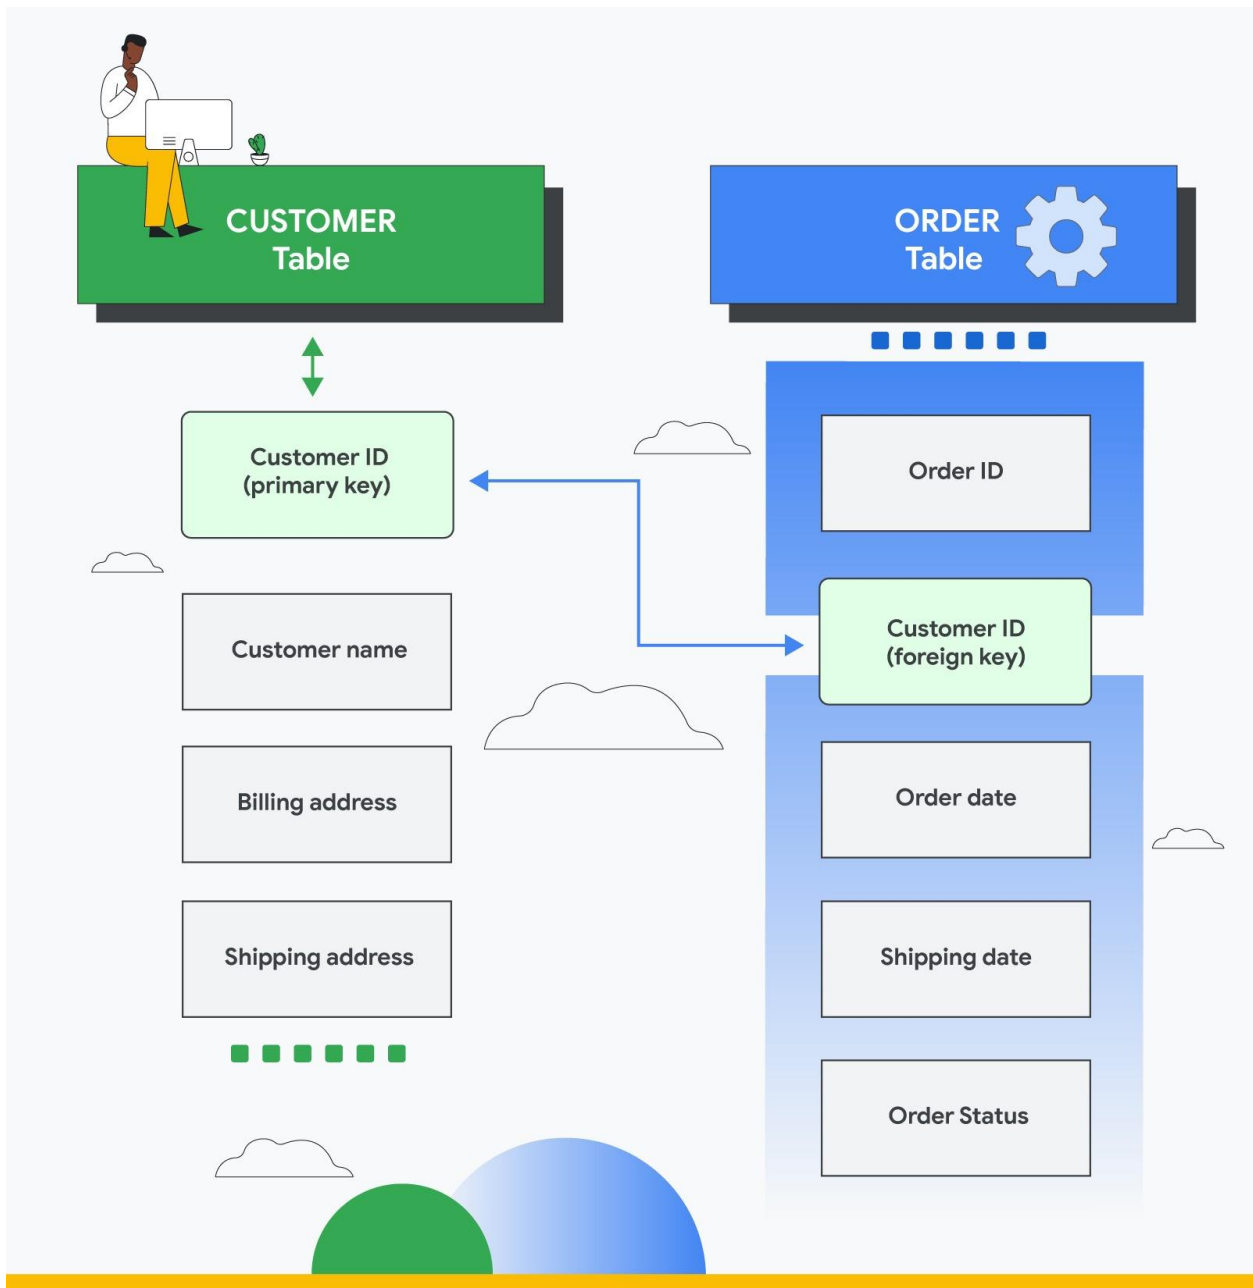 CUSTOMER
Table
Customer ID
(primary key)
Customer name
Billing address
Shipping address
ORDER
Table
Order ID
Customer ID
(foreign key)
Order date
Shipping date
Order Status